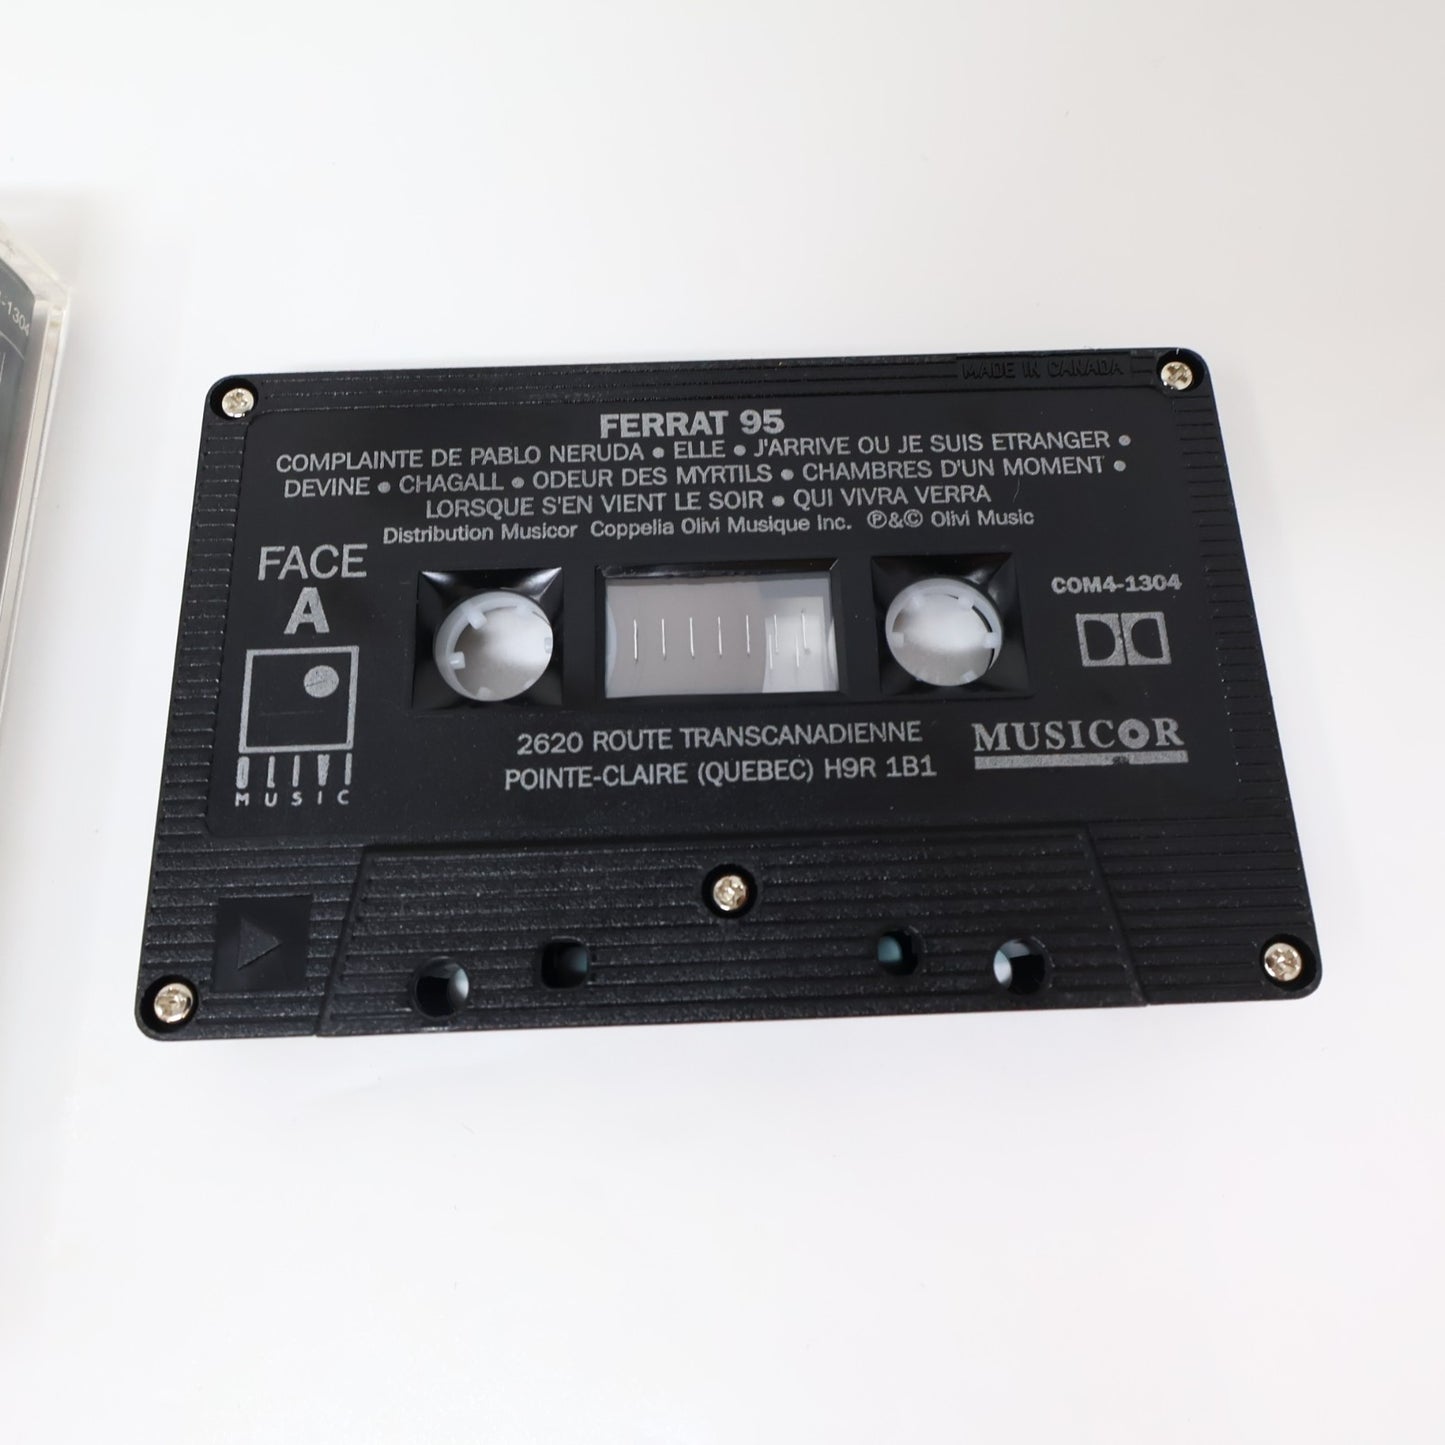 -1304
MADE IN CANADA
FERRAT 95
COMPLAINTE DE PABLO NERUDA • ELLE • J'ARRIVE OU JE SUIS ETRANGER •
DEVINE • CHAGALL • ODEUR DES MYRTILS • CHAMBRES D'UN MOMENT •
LORSQUE S'EN VIENT LE SOIR • QUI VIVRA VERRA
Distribution Musicor Coppelia Olivi Musique Inc. ℗&© Olivi Music
FACE
A
COM4-1304
OLIVI
MUSIC
2620 ROUTE TRANSCANADIENNE
POINTE-CLAIRE (QUEBEC) H9R 1B1
MUSICOR